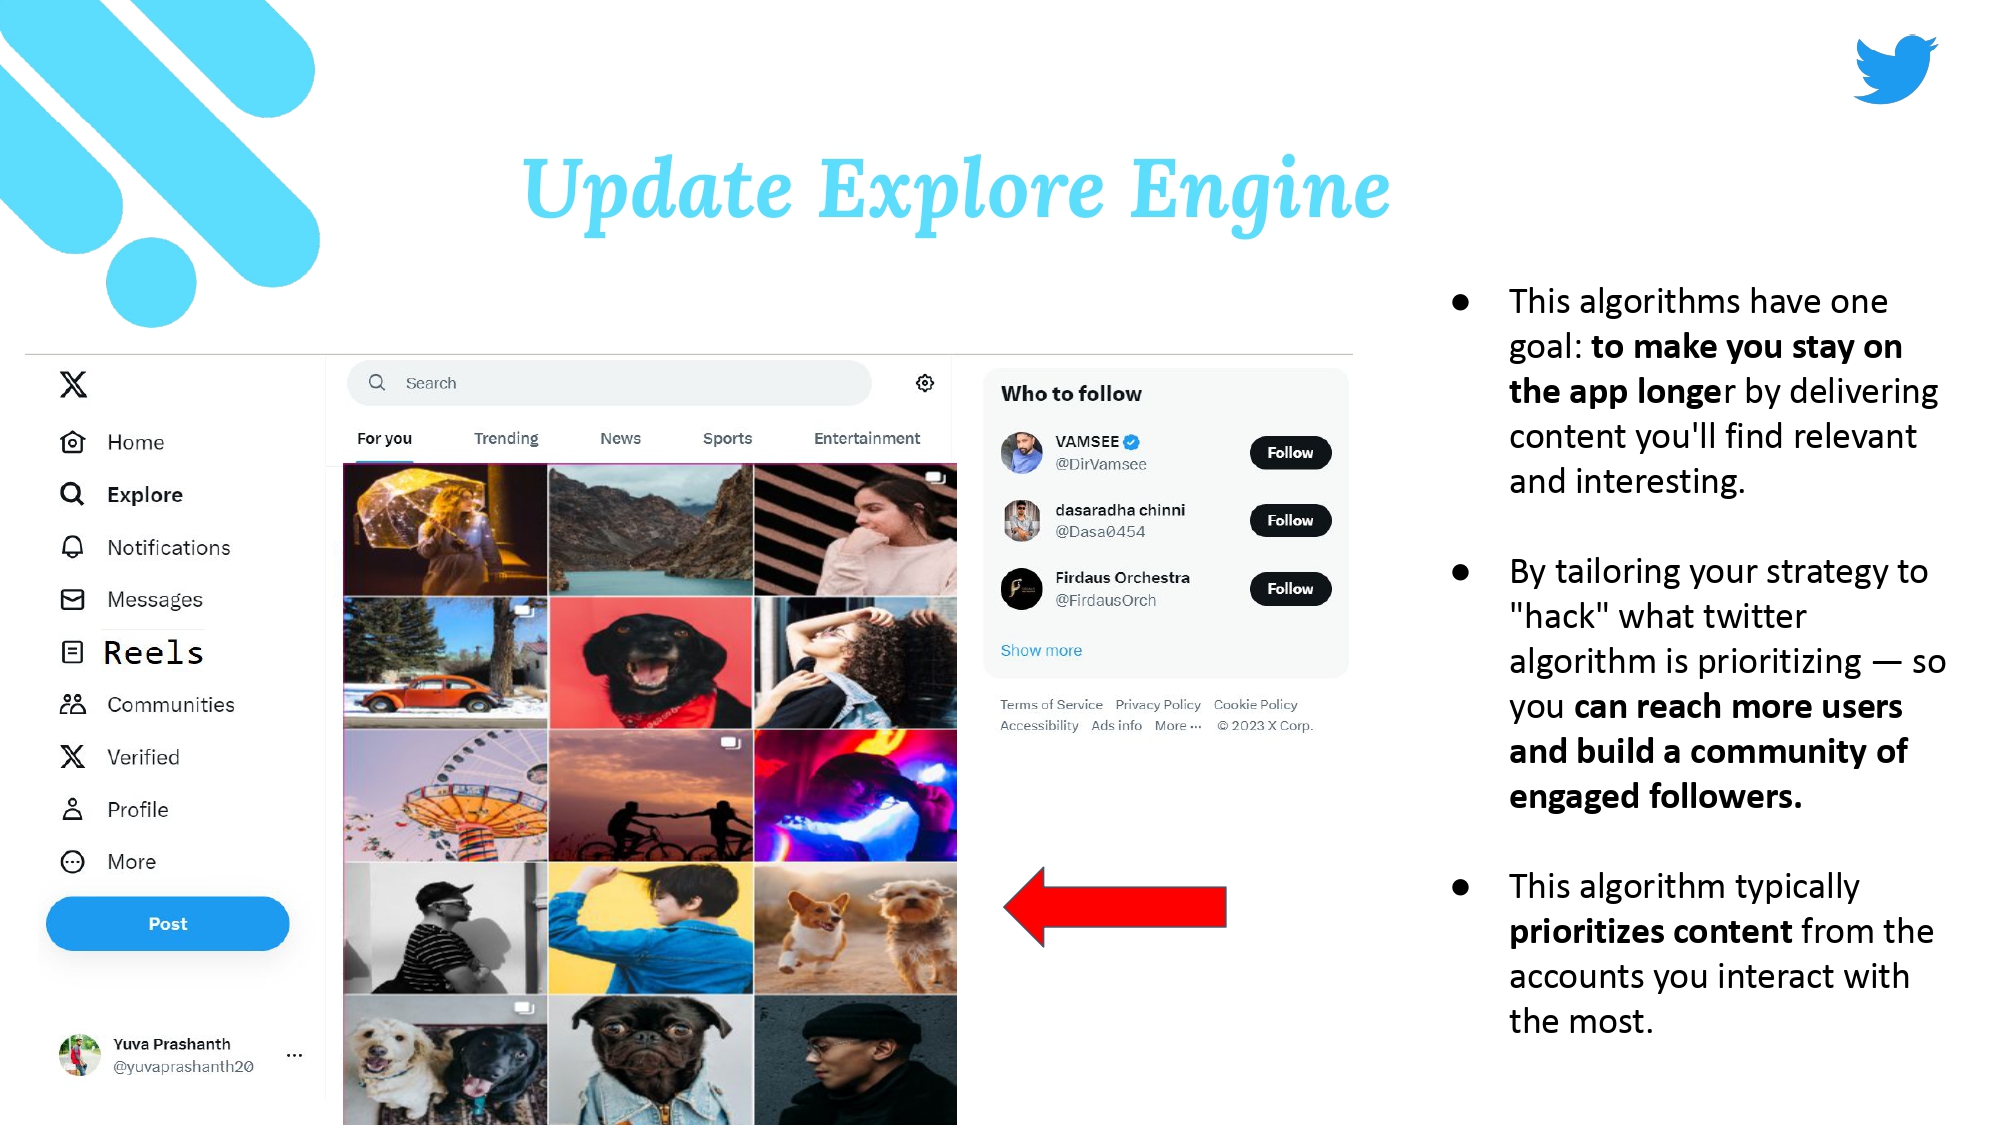 Update Explore Engine
Home
Explore
Notifications
Messages
Reels
Communities
Verified
Profile
More
Post
Yuva Prashanth
@yuvaprashanth20
Search
For you Trending News Sports Entertainment
Who to follow
VAMSEE
@DirVamsee
Follow
dasaradha chinni
@Dasa0454
Follow
Firdaus Orchestra
@FirdausOrch
Follow
Show more
Terms of Service Privacy Policy Cookie Policy
Accessibility Ads info More ··· © 2023 X Corp.
● This algorithms have one
goal: to make you stay on
the app longer by delivering
content you'll find relevant
and interesting.
● By tailoring your strategy to
"hack" what twitter
algorithm is prioritizing — so
you can reach more users
and build a community of
engaged followers.
● This algorithm typically
prioritizes content from the
accounts you interact with
the most.